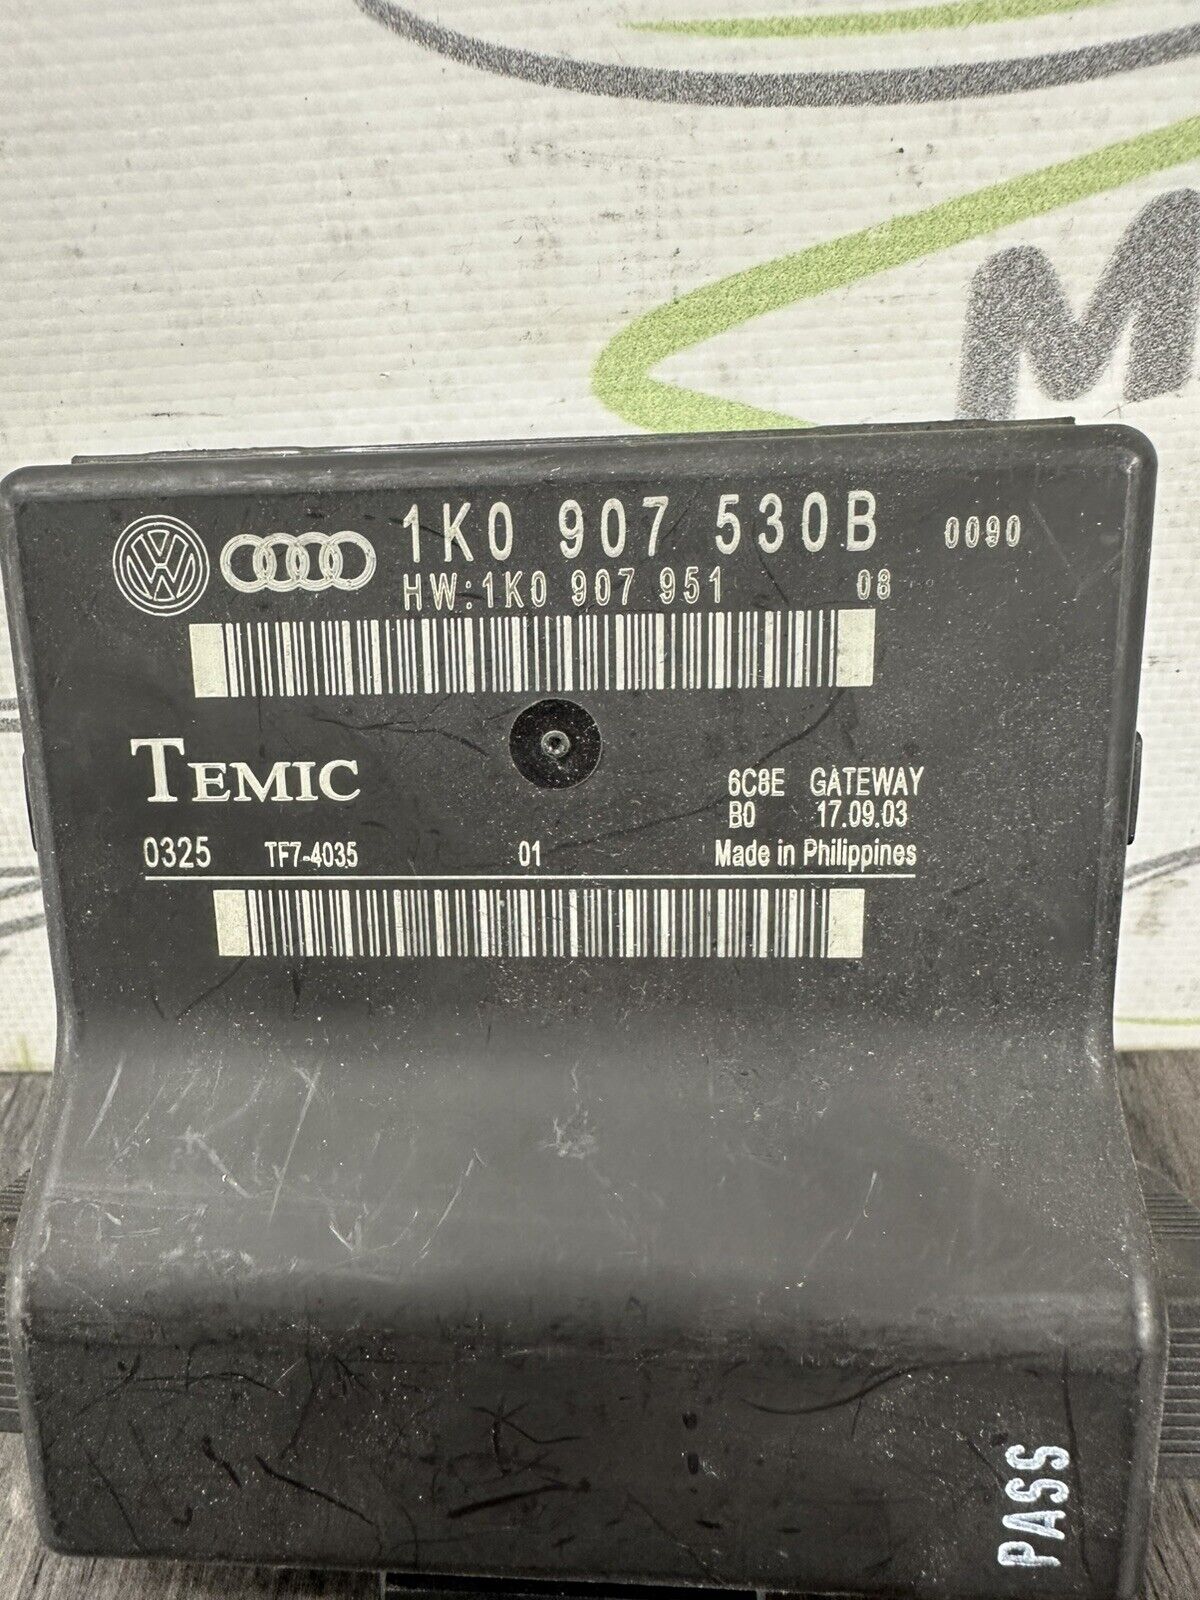 M
1K0 907 530B 0090
HW:1K0 907 951 08
TEMIC
6C8E GATEWAY
B0 17.09.03
0325 TF7-4035 01 Made in Philippines
PASS